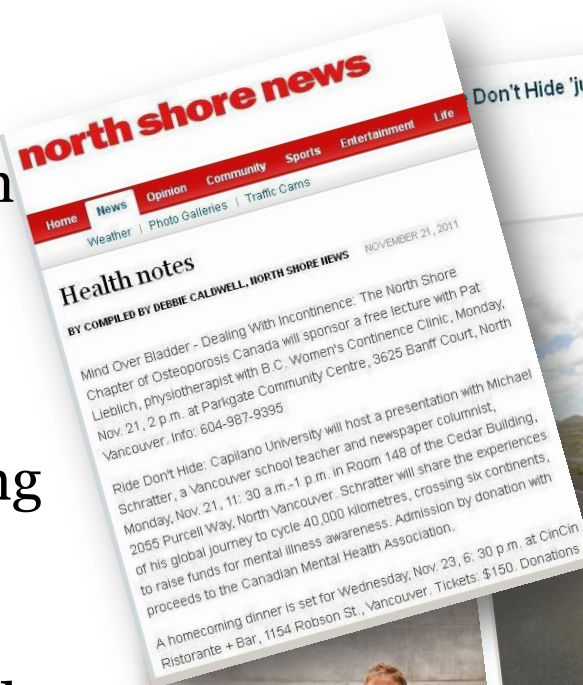 north shore news
Home News Opinion Community Sports Entertainment Life
Weather | Photo Galleries | Traffic Cams
Health notes
BY COMPILED BY DEBBIE CALDWELL, NORTH SHORE NEWS NOVEMBER 21, 2011
Mind Over Bladder - Dealing With Incontinence: The North Shore
Chapter of Osteoporosis Canada will sponsor a free lecture with Pat
Lieblich, physiotherapist with B.C. Women's Continence Clinic, Monday,
Nov. 21, 2 p.m. at Parkgate Community Centre, 3625 Banff Court, North
Vancouver. Info: 604-987-9395
Ride Don't Hide: Capilano University will host a presentation with Michael
Schratter, a Vancouver school teacher and newspaper columnist,
Monday, Nov. 21, 11: 30 a.m.-1 p.m. in Room 148 of the Cedar Building,
2055 Purcell Way, North Vancouver. Schratter will share the experiences
of his global journey to cycle 40,000 kilometres, crossing six continents,
to raise funds for mental illness awareness. Admission by donation with
proceeds to the Canadian Mental Health Association.
A homecoming dinner is set for Wednesday, Nov. 23, 6: 30 p.m. at CinCin
Ristorante + Bar, 1154 Robson St., Vancouver. Tickets: $150. Donations
Don't Hide 'ju
ng